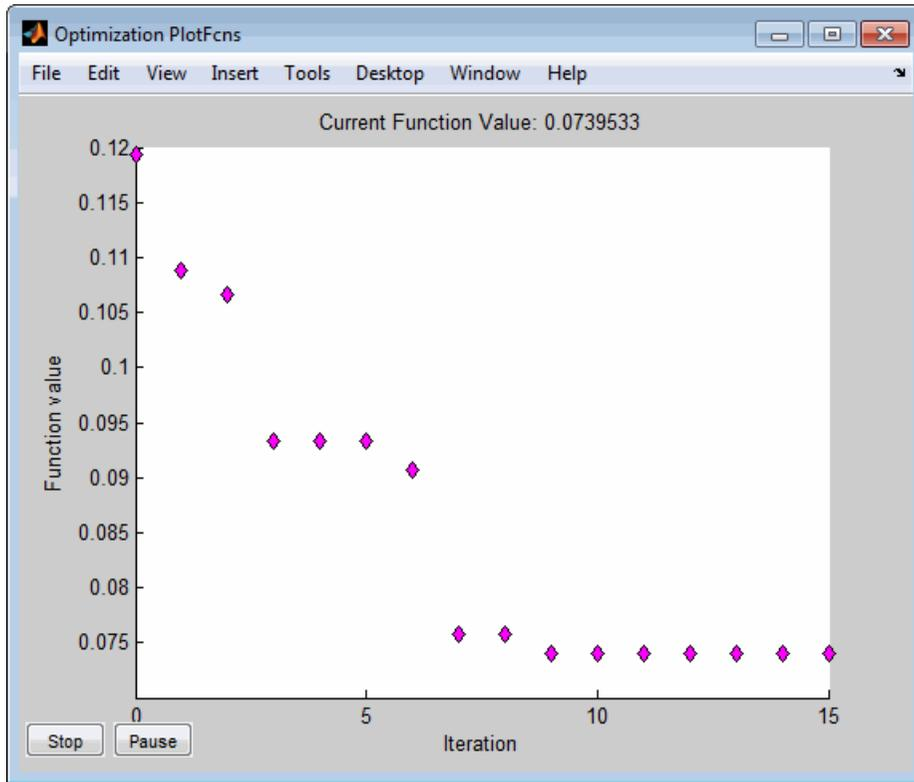 Optimization PlotFcns
File Edit View Insert Tools Desktop Window Help
Current Function Value: 0.0739533
0.12
0.115
0.11
0.105
0.1
0.095
0.09
0.085
0.08
0.075
Function value
0 5 10 15
Iteration
Stop Pause